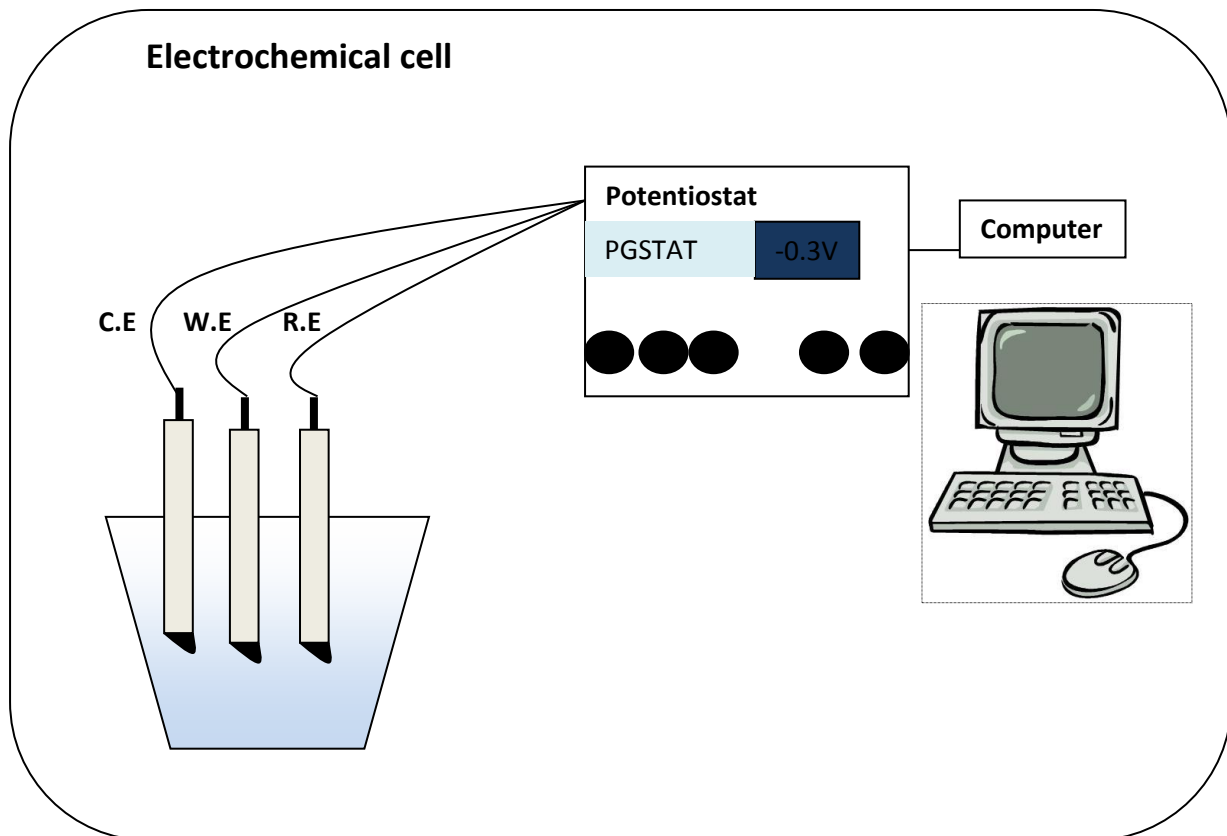 Electrochemical cell
Potentiostat
PGSTAT -0.3V
Computer
C.E W.E R.E